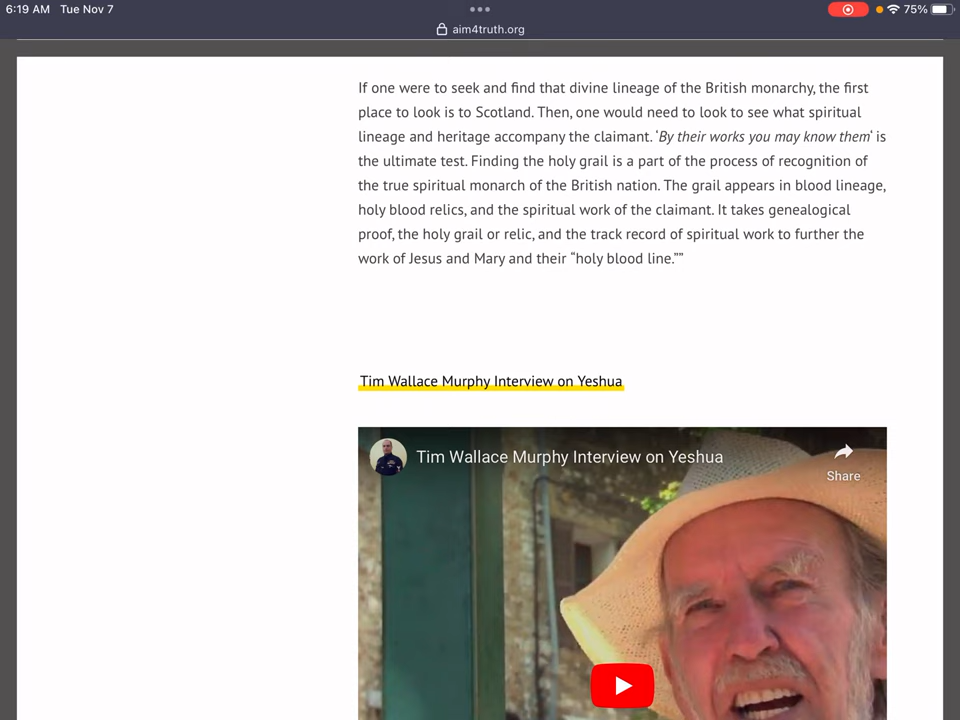 6:19 AM Tue Nov 7
75%
aim4truth.org
If one were to seek and find that divine lineage of the British monarchy, the first
place to look is to Scotland. Then, one would need to look to see what spiritual
lineage and heritage accompany the claimant. ‘By their works you may know them‘ is
the ultimate test. Finding the holy grail is a part of the process of recognition of
the true spiritual monarch of the British nation. The grail appears in blood lineage,
holy blood relics, and the spiritual work of the claimant. It takes genealogical
proof, the holy grail or relic, and the track record of spiritual work to further the
work of Jesus and Mary and their “holy blood line.””
Tim Wallace Murphy Interview on Yeshua
Tim Wallace Murphy Interview on Yeshua
Share